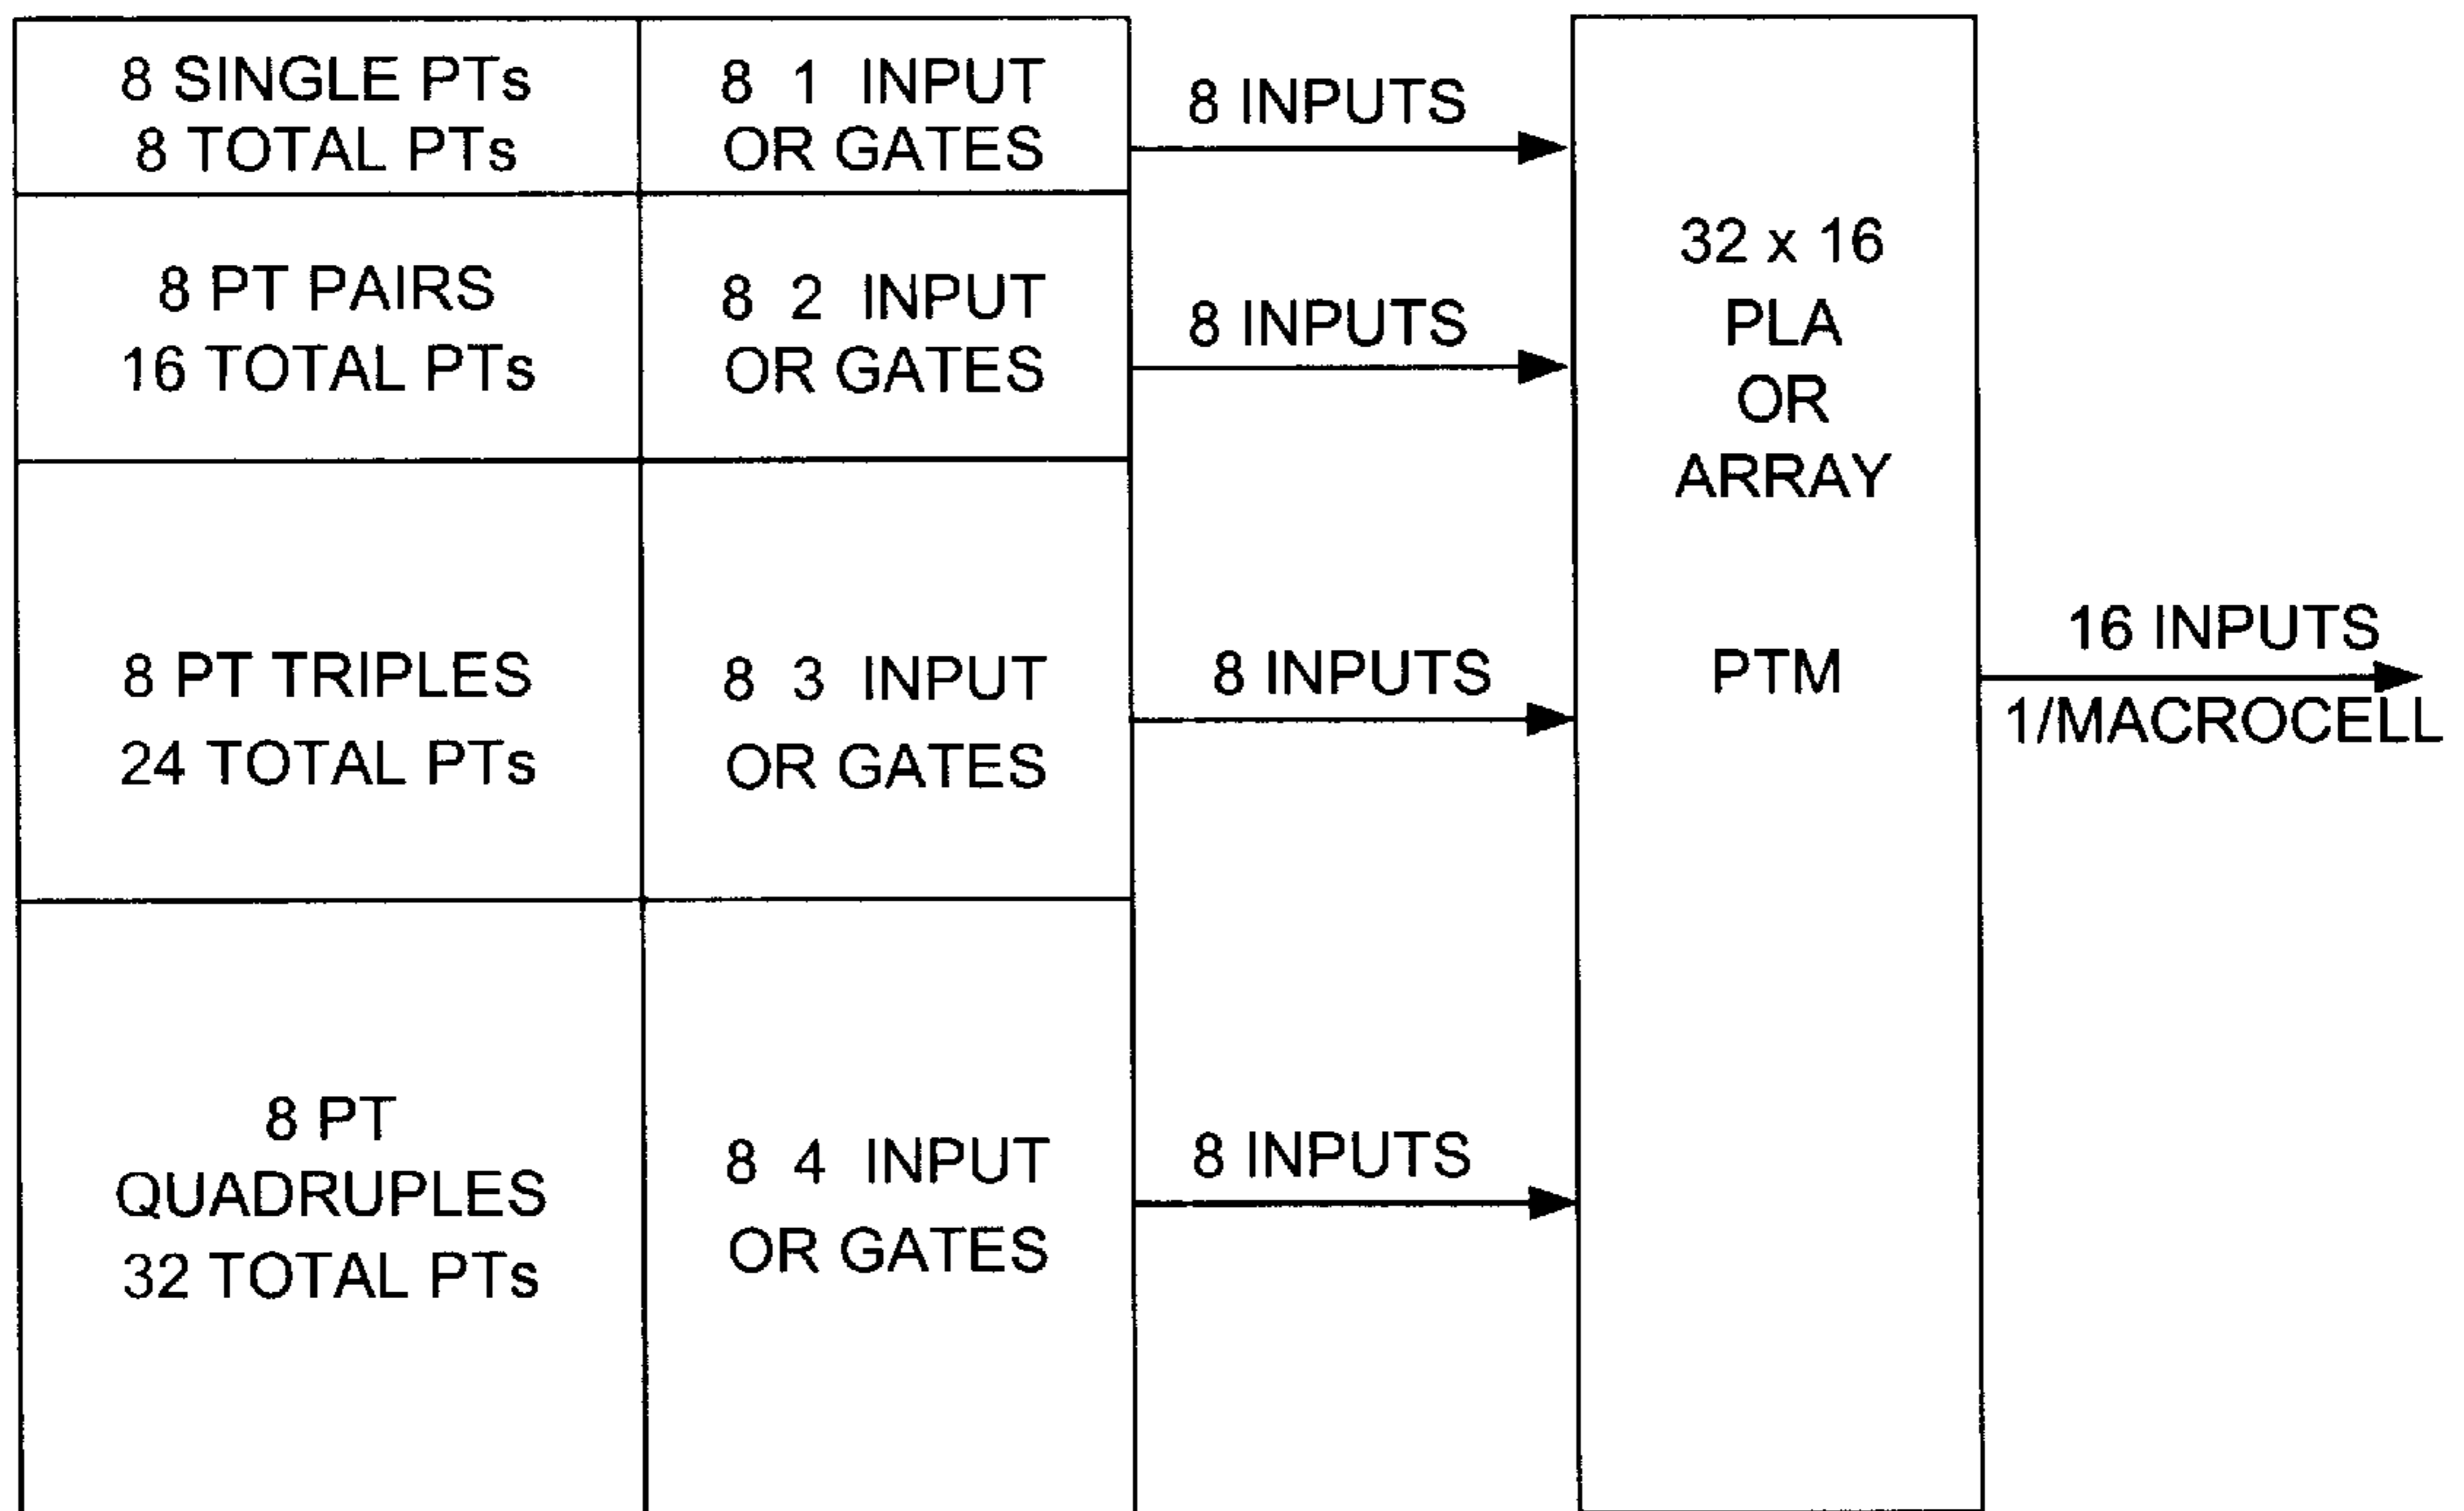 8 SINGLE PTs
8 TOTAL PTs
8 1 INPUT
OR GATES
8 INPUTS
8 PT PAIRS
16 TOTAL PTs
8 2 INPUT
OR GATES
8 INPUTS
8 PT TRIPLES
24 TOTAL PTs
8 3 INPUT
OR GATES
8 INPUTS
8 PT
QUADRUPLES
32 TOTAL PTs
8 4 INPUT
OR GATES
8 INPUTS
32 x 16
PLA
OR
ARRAY
PTM
16 INPUTS
1/MACROCELL